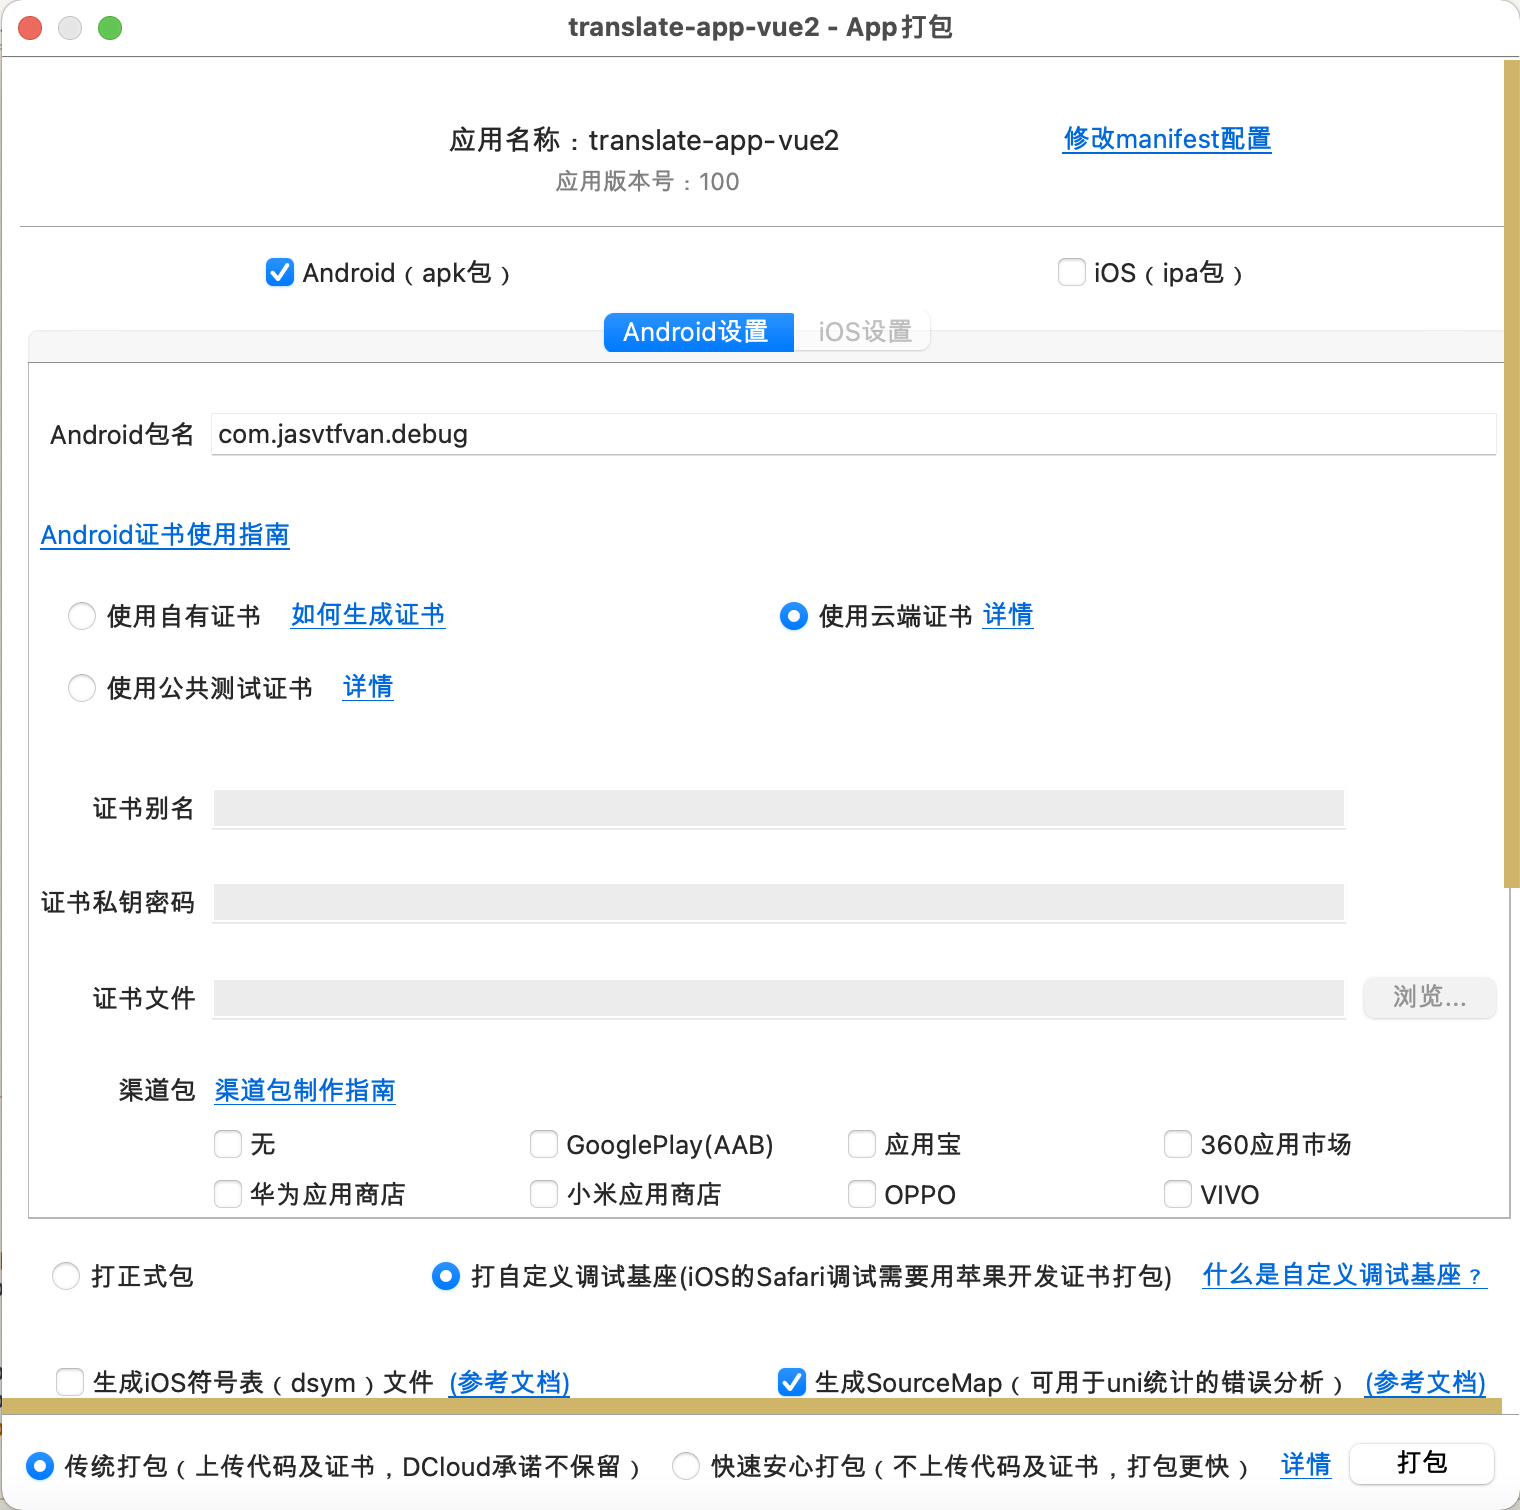 translate-app-vue2 - App打包
应用名称：translate-app-vue2
修改manifest配置
应用版本号：100
Android（apk包）
iOS（ipa包）
Android设置
iOS设置
Android包名 com.jasvtfvan.debug
Android证书使用指南
使用自有证书 如何生成证书
使用云端证书 详情
使用公共测试证书 详情
证书别名
证书私钥密码
证书文件 浏览...
渠道包 渠道包制作指南
无 GooglePlay(AAB) 应用宝 360应用市场
华为应用商店 小米应用商店 OPPO VIVO
打正式包 打自定义调试基座(iOS的Safari调试需要用苹果开发证书打包) 什么是自定义调试基座？
生成iOS符号表（dsym）文件 (参考文档) 生成SourceMap（可用于uni统计的错误分析） (参考文档)
传统打包（上传代码及证书，DCloud承诺不保留） 快速安心打包（不上传代码及证书，打包更快） 详情 打包